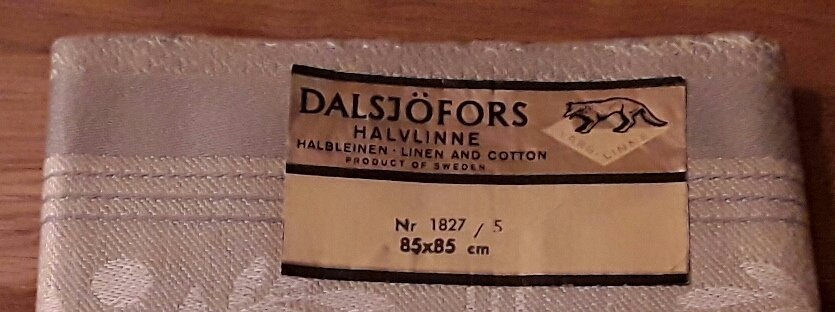 DALSJÖFORS
HALVLINNE
HALBLEINEN · LINEN AND COTTON
PRODUCT OF SWEDEN
Nr 1827 / 5
85x85 cm